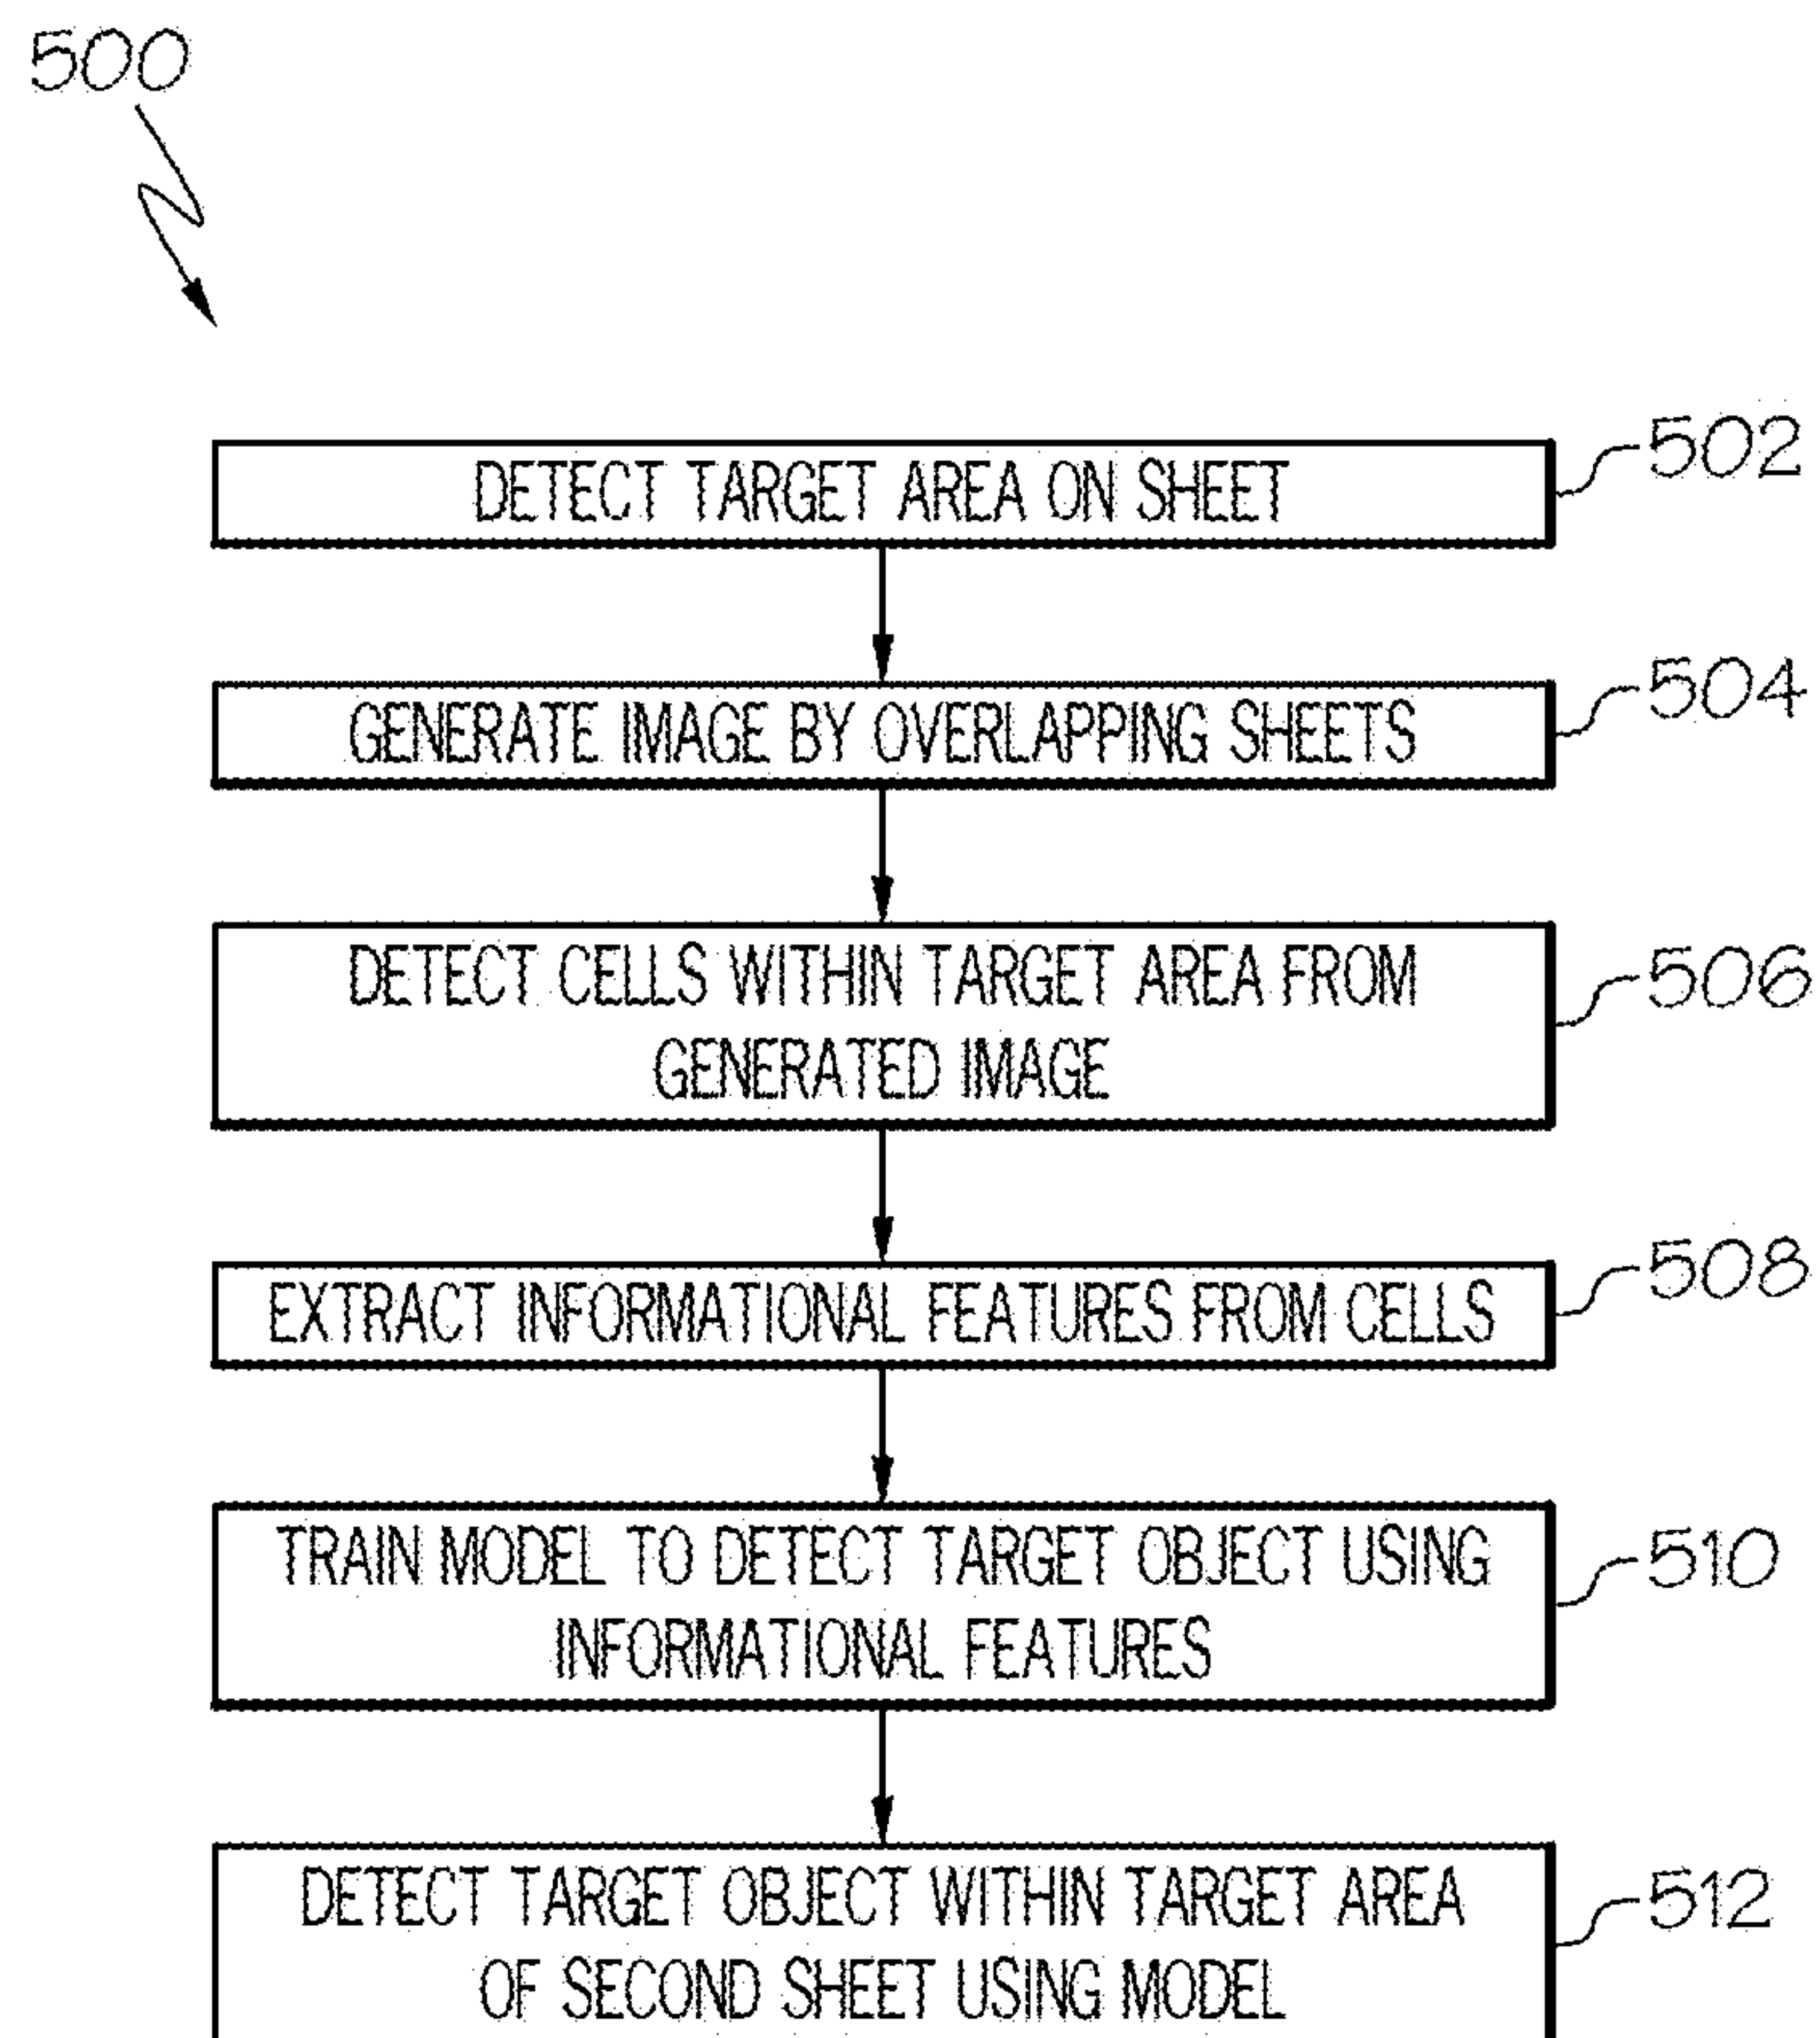 500
DETECT TARGET AREA ON SHEET
502
GENERATE IMAGE BY OVERLAPPING SHEETS
504
DETECT CELLS WITHIN TARGET AREA FROM
GENERATED IMAGE
506
EXTRACT INFORMATIONAL FEATURES FROM CELLS
508
TRAIN MODEL TO DETECT TARGET OBJECT USING
INFORMATIONAL FEATURES
510
DETECT TARGET OBJECT WITHIN TARGET AREA
OF SECOND SHEET USING MODEL
512